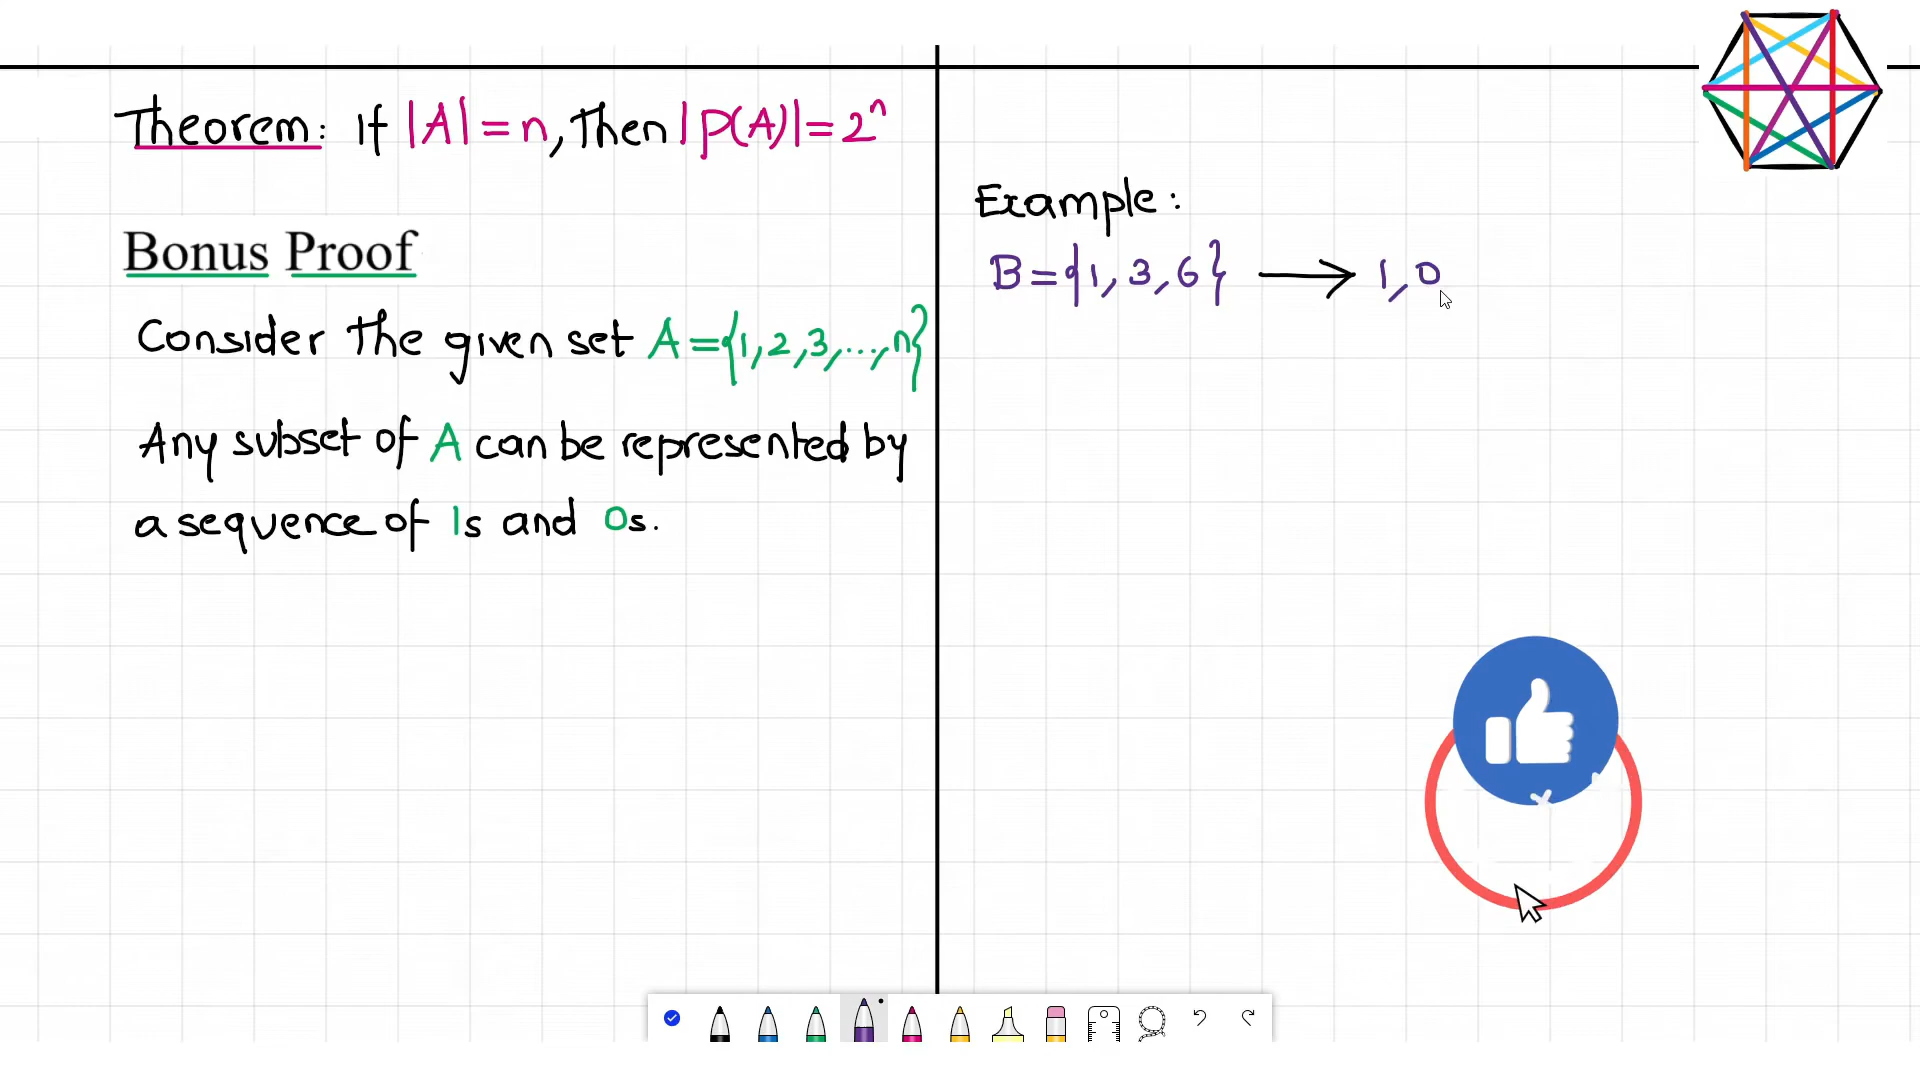 Theorem: If |A| = n, Then |P(A)| = 2ⁿ
Bonus Proof
Consider the given set A = {1, 2, 3, ..., n}
Any subset of A can be represented by
a sequence of 1s and 0s.
Example:
B = {1, 3, 6} → 1, 0